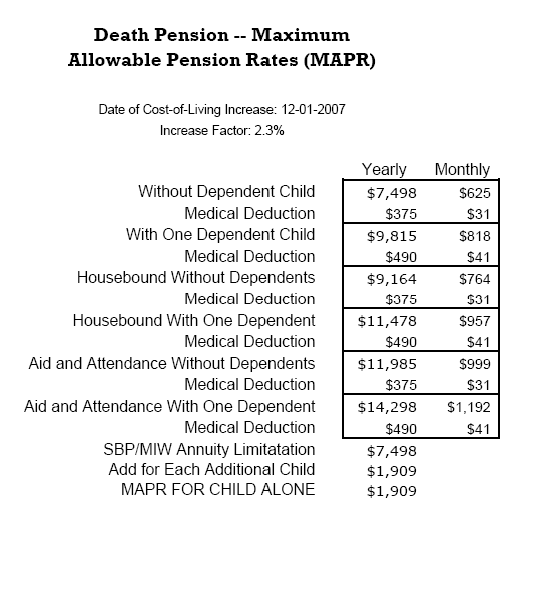 Death Pension -- Maximum
Allowable Pension Rates (MAPR)
Date of Cost-of-Living Increase: 12-01-2007
Increase Factor: 2.3%
Yearly Monthly
Without Dependent Child $7,498 $625
Medical Deduction $375 $31
With One Dependent Child $9,815 $818
Medical Deduction $490 $41
Housebound Without Dependents $9,164 $764
Medical Deduction $375 $31
Housebound With One Dependent $11,478 $957
Medical Deduction $490 $41
Aid and Attendance Without Dependents $11,985 $999
Medical Deduction $375 $31
Aid and Attendance With One Dependent $14,298 $1,192
Medical Deduction $490 $41
SBP/MIW Annuity Limitatation $7,498
Add for Each Additional Child $1,909
MAPR FOR CHILD ALONE $1,909